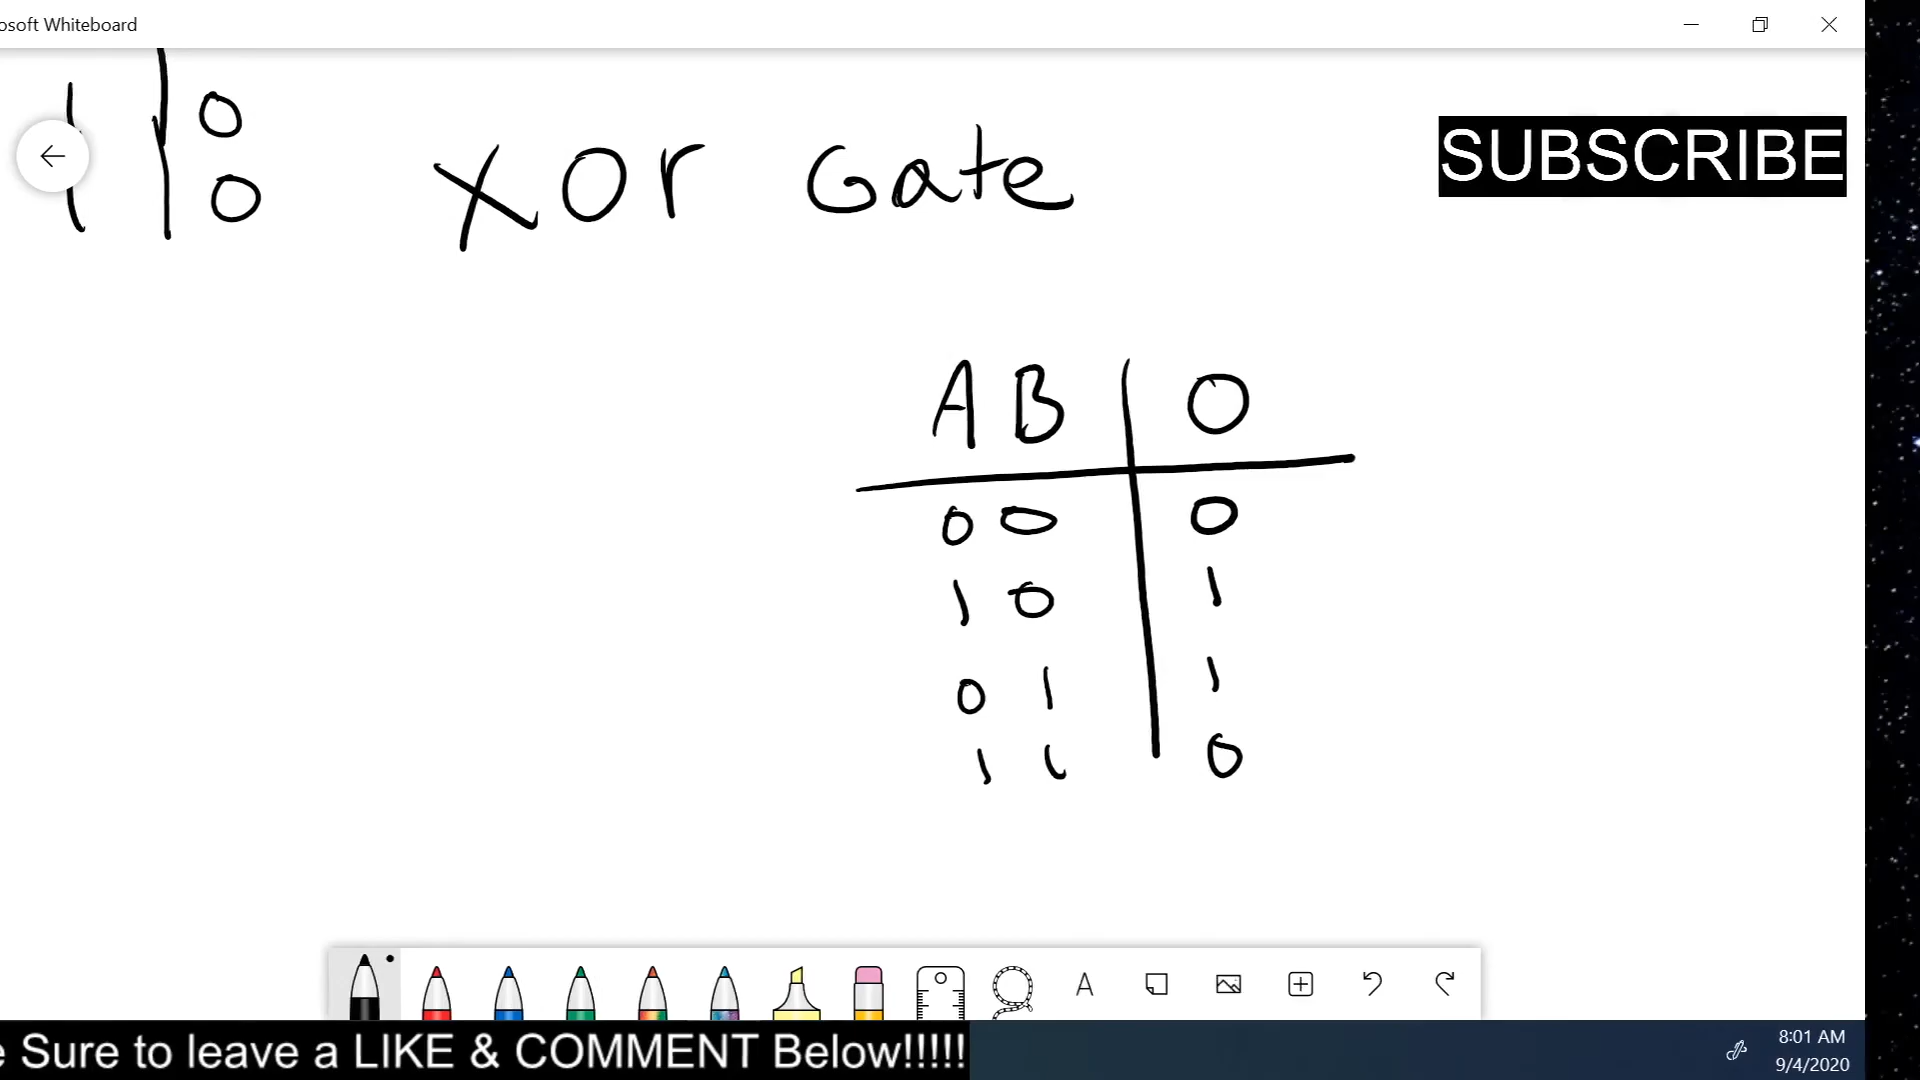 osoft Whiteboard
1 0
1 0
XOr Gate
SUBSCRIBE
A B O
0 0 0
1 0 1
0 1 1
1 1 0
Sure to leave a LIKE & COMMENT Below!!!!!
8:01 AM
9/4/2020